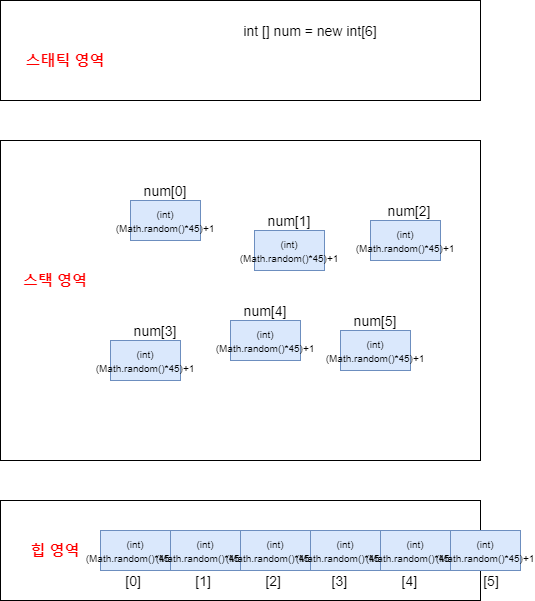 int [] num = new int[6]
스태틱 영역
num[0]
(int)
(Math.random()*45)+1
num[1]
(int)
(Math.random()*45)+1
num[2]
(int)
(Math.random()*45)+1
스택 영역
num[3]
(int)
(Math.random()*45)+1
num[4]
(int)
(Math.random()*45)+1
num[5]
(int)
(Math.random()*45)+1
힙 영역
(int) (int) (int) (int) (int) (int)
(Math.random()*45 (Math.random()*45 (Math.random()*45 (Math.random()*45 (Math.random()*45 (Math.random()*45)+1
[0] [1] [2] [3] [4] [5]